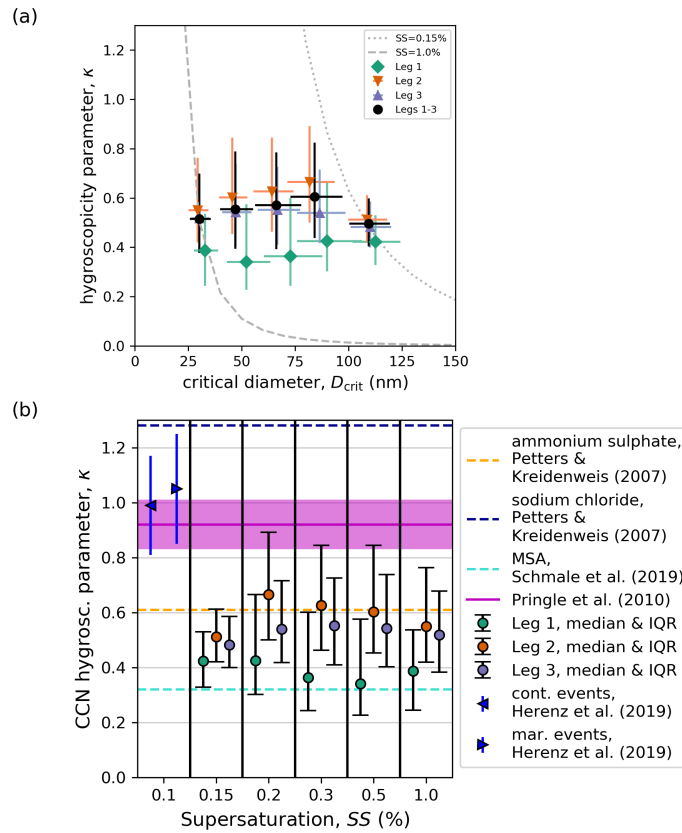 (a)
1.2
1.0
0.8
0.6
0.4
0.2
0.0
hygroscopicity parameter, κ
SS=0.15%
SS=1.0%
Leg 1
Leg 2
Leg 3
Legs 1-3
0 25 50 75 100 125 150
critical diameter, Dcrit (nm)
(b)
1.2
1.0
0.8
0.6
0.4
0.2
0.0
CCN hygrosc. parameter, κ
0.1 0.15 0.2 0.3 0.5 1.0
Supersaturation, SS (%)
ammonium sulphate,
Petters &
Kreidenweis (2007)
sodium chloride,
Petters &
Kreidenweis (2007)
MSA,
Schmale et al. (2019)
Pringle et al. (2010)
Leg 1, median & IQR
Leg 2, median & IQR
Leg 3, median & IQR
cont. events,
Herenz et al. (2019)
mar. events,
Herenz et al. (2019)